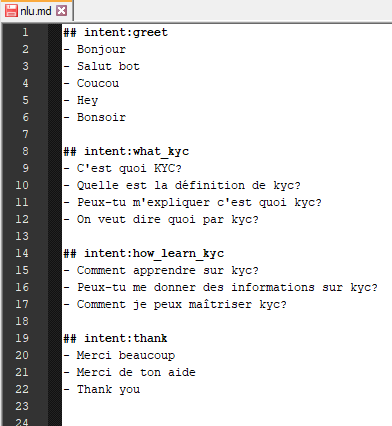 nlu.md
1 ## intent:greet
2 - Bonjour
3 - Salut bot
4 - Coucou
5 - Hey
6 - Bonsoir
7
8 ## intent:what_kyc
9 - C'est quoi KYC?
10 - Quelle est la définition de kyc?
11 - Peux-tu m'expliquer c'est quoi kyc?
12 - On veut dire quoi par kyc?
13
14 ## intent:how_learn_kyc
15 - Comment apprendre sur kyc?
16 - Peux-tu me donner des informations sur kyc?
17 - Comment je peux maîtriser kyc?
18
19 ## intent:thank
20 - Merci beaucoup
21 - Merci de ton aide
22 - Thank you
23
24